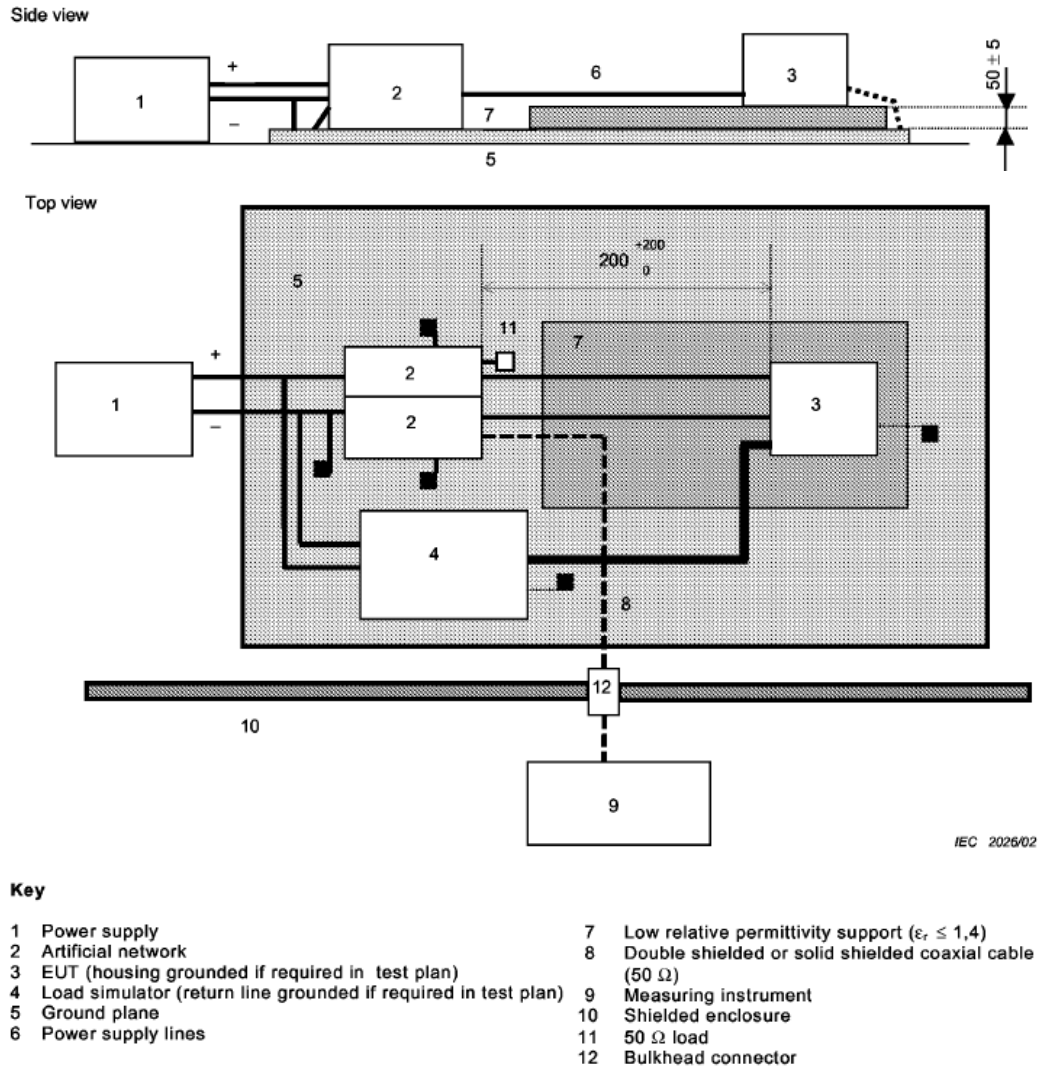 Side view
+
–
1
2
6
7
3
5
50 ± 5
Top view
200 +200 0
5
11
7
+
–
1
2
2
3
4
8
12
10
9
IEC 2026/02
Key
1 Power supply
2 Artificial network
3 EUT (housing grounded if required in test plan)
4 Load simulator (return line grounded if required in test plan)
5 Ground plane
6 Power supply lines
7 Low relative permittivity support (εr ≤ 1,4)
8 Double shielded or solid shielded coaxial cable
(50 Ω)
9 Measuring instrument
10 Shielded enclosure
11 50 Ω load
12 Bulkhead connector